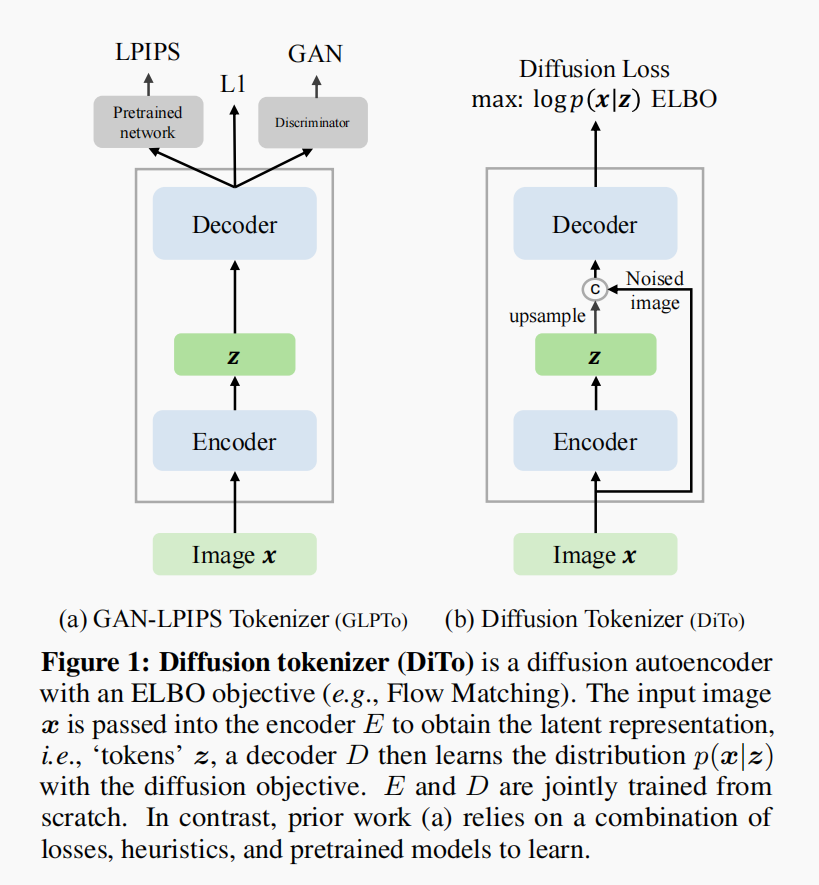 LPIPS
L1
GAN
Pretrained
network
Discriminator
Decoder
z
Encoder
Image x
(a) GAN-LPIPS Tokenizer (GLPTo)
Diffusion Loss
max: log p(x|z) ELBO
Decoder
C
Noised
image
upsample
z
Encoder
Image x
(b) Diffusion Tokenizer (DiTo)
Figure 1: Diffusion tokenizer (DiTo) is a diffusion autoencoder
with an ELBO objective (e.g., Flow Matching). The input image
x is passed into the encoder E to obtain the latent representation,
i.e., ‘tokens’ z, a decoder D then learns the distribution p(x|z)
with the diffusion objective. E and D are jointly trained from
scratch. In contrast, prior work (a) relies on a combination of
losses, heuristics, and pretrained models to learn.